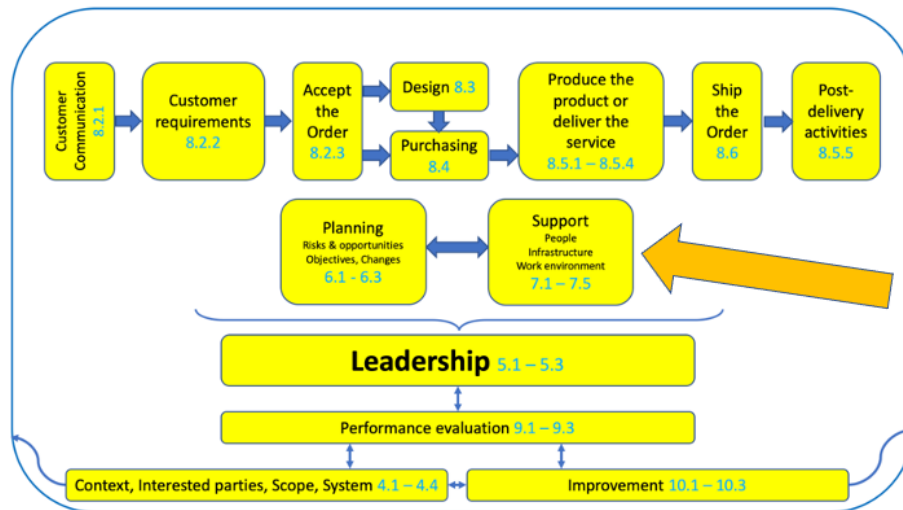 Customer
Communication
8.2.1
Customer
requirements
8.2.2
Accept
the
Order
8.2.3
Design 8.3
Purchasing
8.4
Produce the
product or
deliver the
service
8.5.1 – 8.5.4
Ship
the
Order
8.6
Post-
delivery
activities
8.5.5
Planning
Risks & opportunities
Objectives, Changes
6.1 - 6.3
Support
People
Infrastructure
Work environment
7.1 – 7.5
Leadership 5.1 – 5.3
Performance evaluation 9.1 – 9.3
Context, Interested parties, Scope, System 4.1 – 4.4
Improvement 10.1 – 10.3